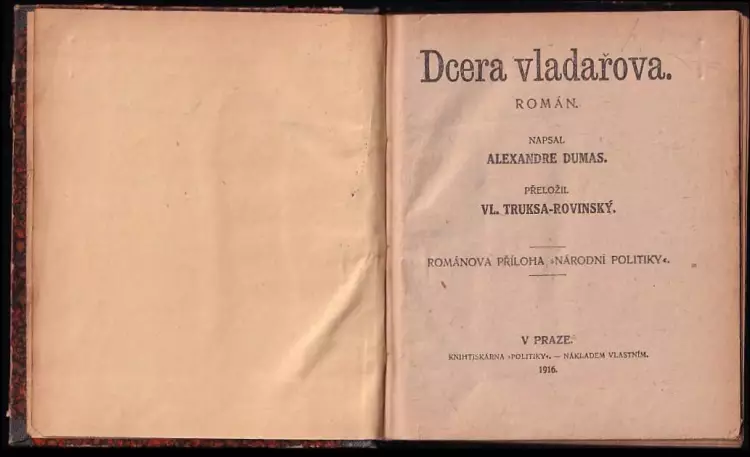 Dcera vladařova.
ROMÁN.
NAPSAL
ALEXANDRE DUMAS.
PŘELOŽIL
VL. TRUKSA-ROVINSKÝ.
ROMÁNOVA PŘÍLOHA »NÁRODNÍ POLITIKY«.
V PRAZE.
KNIHTISKÁRNA »POLITIKY«. — NÁKLADEM VLASTNÍM.
1916.